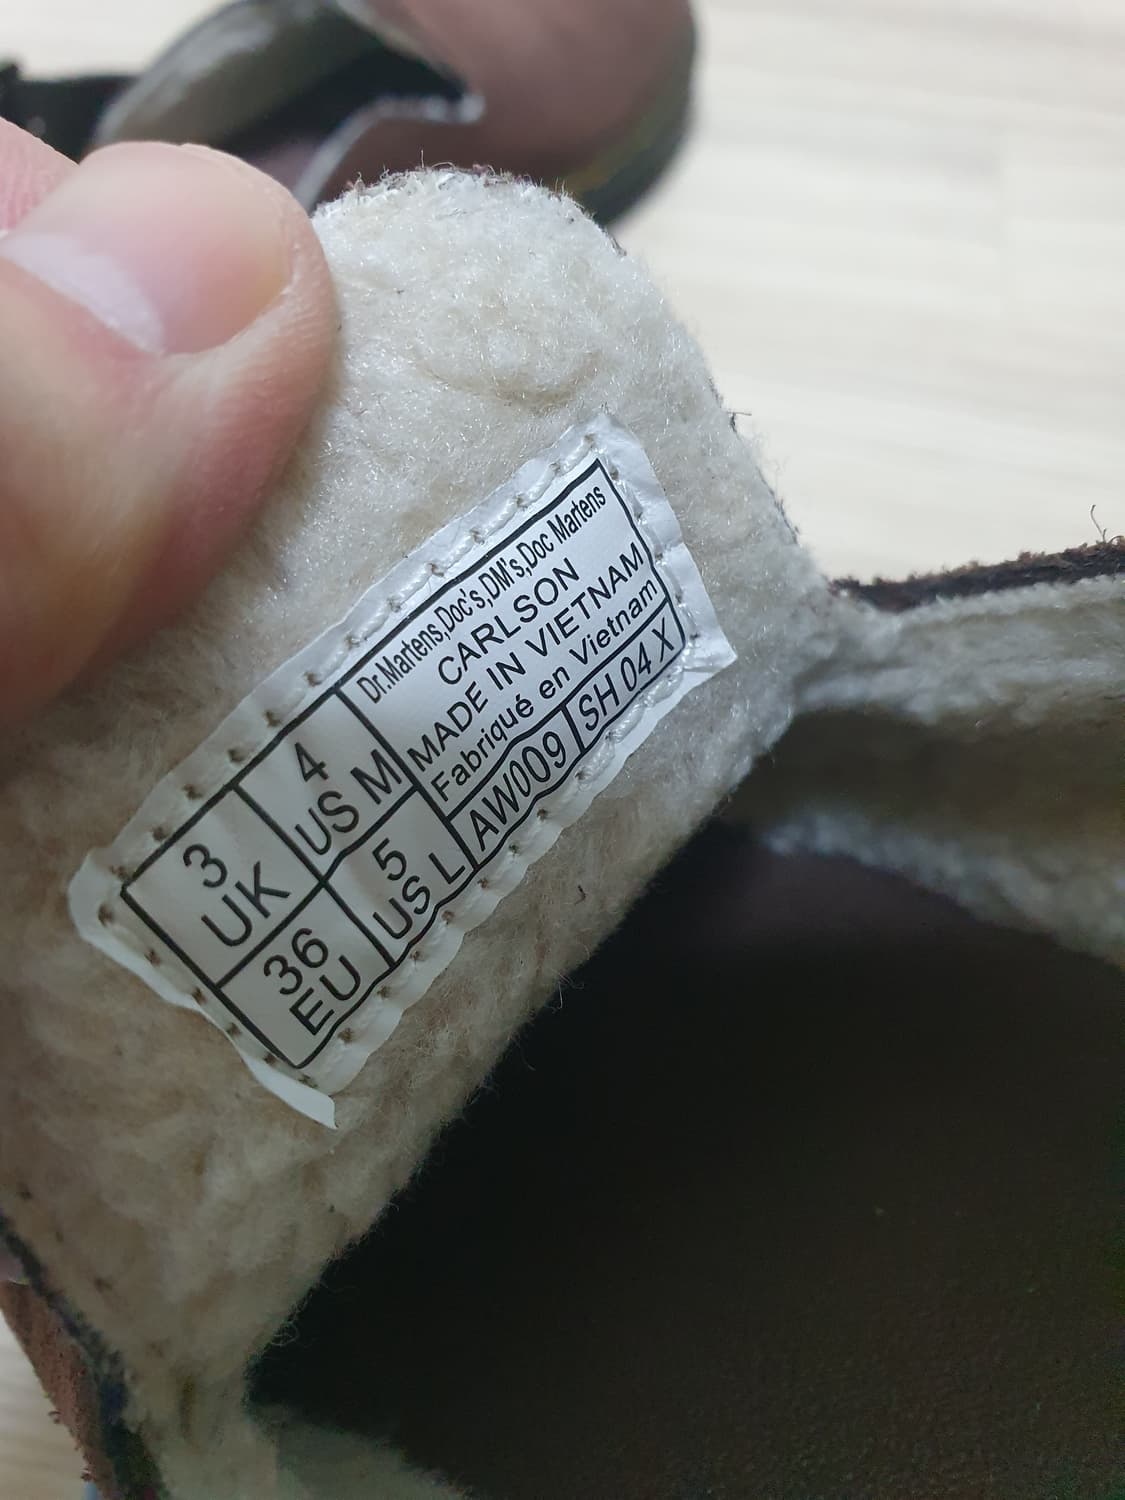 Dr.Martens,Doc's,DM's,Doc Martens
CARLSON
MADE IN VIETNAM
Fabriqué en Vietnam
3
UK
4
US M
36
EU
5
US L
AW009
SH 04 X